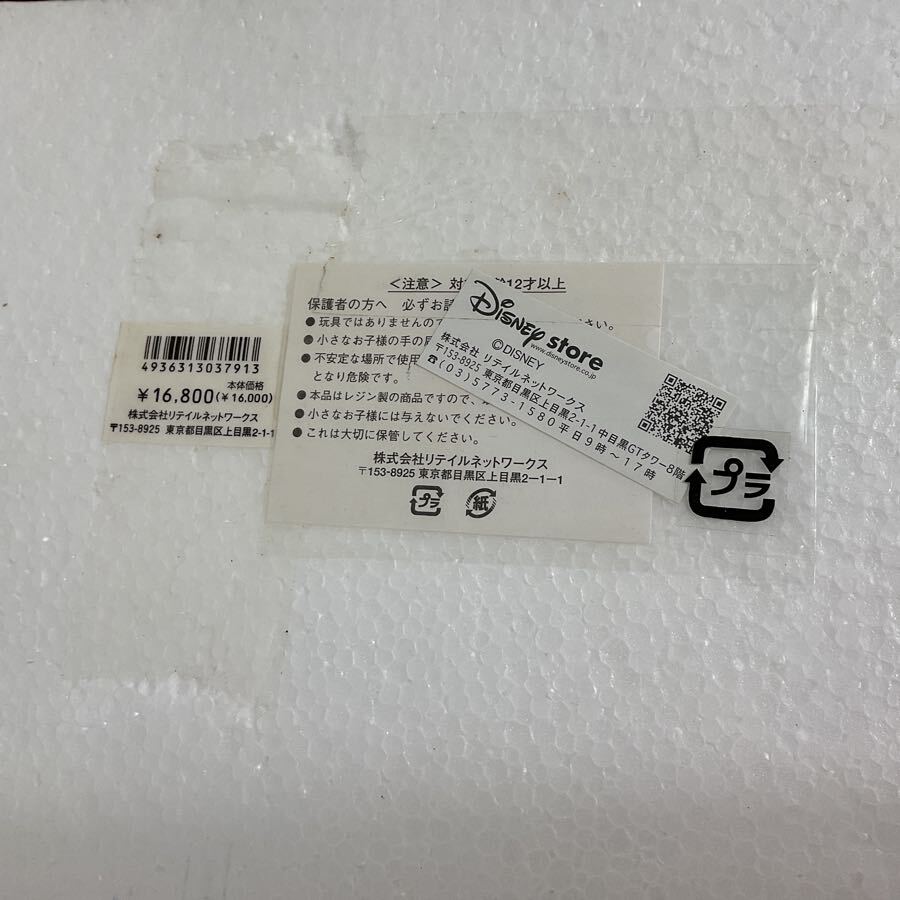 4936313037913
本体価格
¥16,800(¥16,000)
株式会社リテイルネットワークス
〒153-8925 東京都目黒区上目黒2-1-1
<注意> 対 12才以上
保護者の方へ 必ずお さい。
● 玩具ではありませんので
● 小さなお子様の手の
● 不安定な場所で使用
となり危険です。
● 本品はレジン製の商品ですので、
● 小さなお子様には与えないでください。
● これは大切に保管してください。
株式会社リテイルネットワークス
〒153-8925 東京都目黒区上目黒2ー1ー1
プラ 紙
Disney store
www.disneystore.co.jp
©DISNEY
株式会社 リテイルネットワークス
〒153-8925 東京都目黒区上目黒2-1-1 中目黒GTタワー8階
☎(03)5773-1580 平日9時～17時
プラ